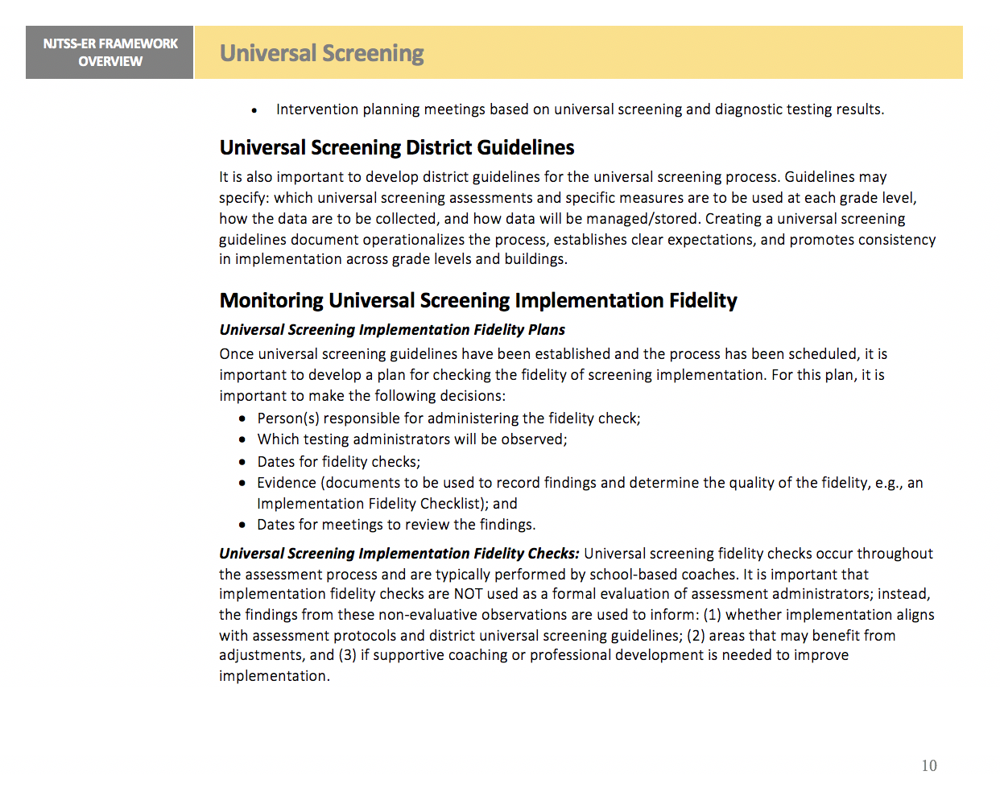 NJTSS-ER FRAMEWORK
OVERVIEW
Universal Screening
• Intervention planning meetings based on universal screening and diagnostic testing results.
Universal Screening District Guidelines
It is also important to develop district guidelines for the universal screening process. Guidelines may
specify: which universal screening assessments and specific measures are to be used at each grade level,
how the data are to be collected, and how data will be managed/stored. Creating a universal screening
guidelines document operationalizes the process, establishes clear expectations, and promotes consistency
in implementation across grade levels and buildings.
Monitoring Universal Screening Implementation Fidelity
Universal Screening Implementation Fidelity Plans
Once universal screening guidelines have been established and the process has been scheduled, it is
important to develop a plan for checking the fidelity of screening implementation. For this plan, it is
important to make the following decisions:
• Person(s) responsible for administering the fidelity check;
• Which testing administrators will be observed;
• Dates for fidelity checks;
• Evidence (documents to be used to record findings and determine the quality of the fidelity, e.g., an
Implementation Fidelity Checklist); and
• Dates for meetings to review the findings.
Universal Screening Implementation Fidelity Checks: Universal screening fidelity checks occur throughout
the assessment process and are typically performed by school-based coaches. It is important that
implementation fidelity checks are NOT used as a formal evaluation of assessment administrators; instead,
the findings from these non-evaluative observations are used to inform: (1) whether implementation aligns
with assessment protocols and district universal screening guidelines; (2) areas that may benefit from
adjustments, and (3) if supportive coaching or professional development is needed to improve
implementation.
10